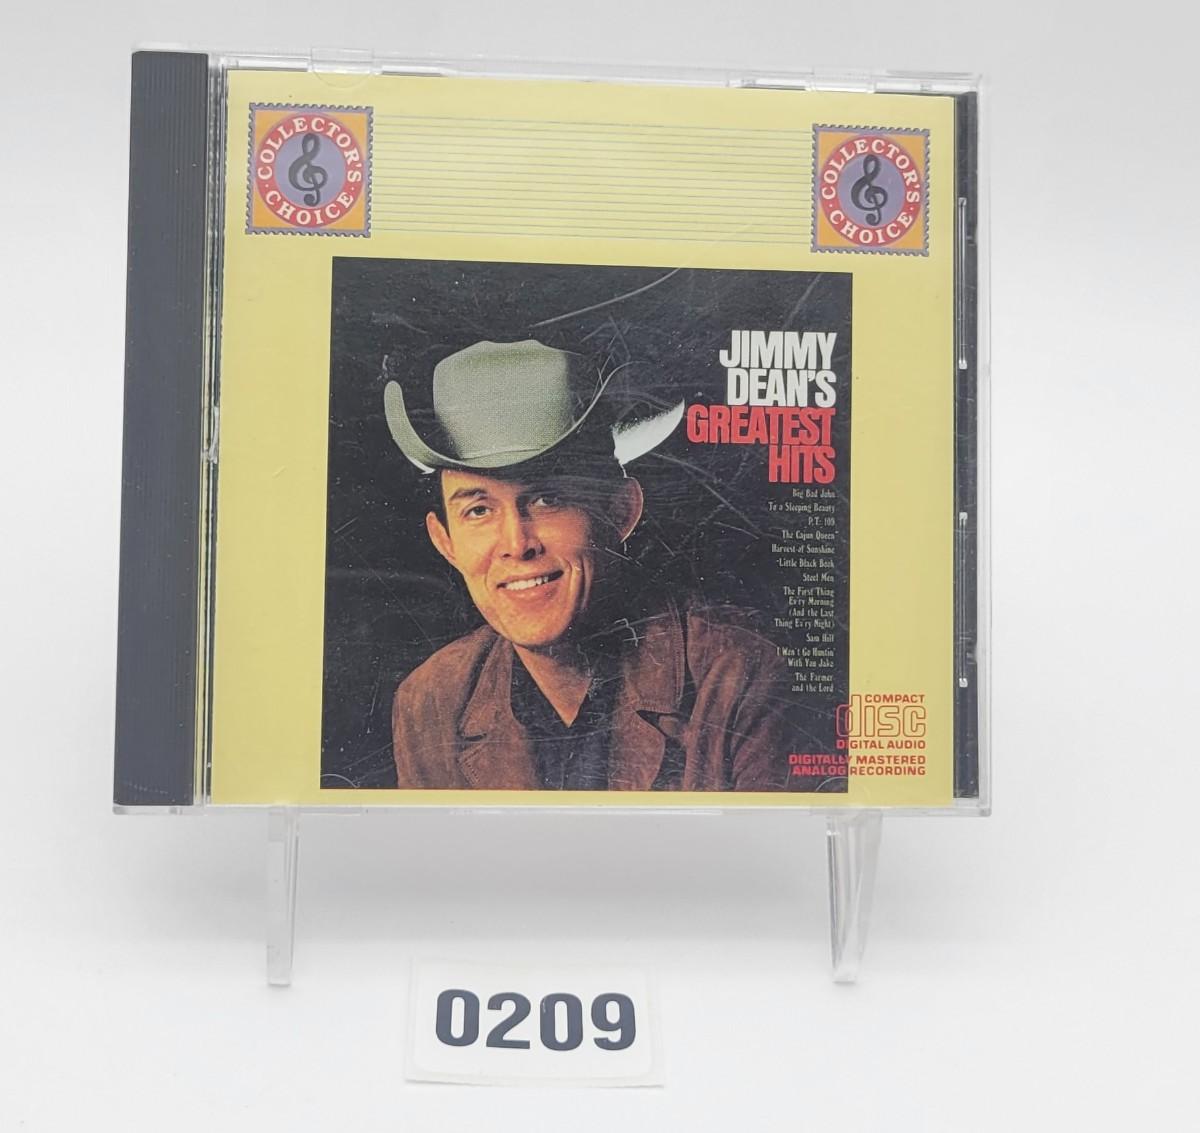 COLLECTOR'S CHOICE
COLLECTOR'S CHOICE
JIMMY
DEAN'S
GREATEST
HITS
Big Bad John
To a Sleeping Beauty
P.T. 109
The Cajun Queen
Harvest of Sunshine
Little Black Book
Steel Men
The First Thing
Ev'ry Morning
(And the Last
Thing Ev'ry Night)
Sam Hill
I Won't Go Huntin'
With You Jake
The Farmer
and the Lord
COMPACT
disc
DIGITAL AUDIO
DIGITALLY MASTERED
ANALOG RECORDING
0209